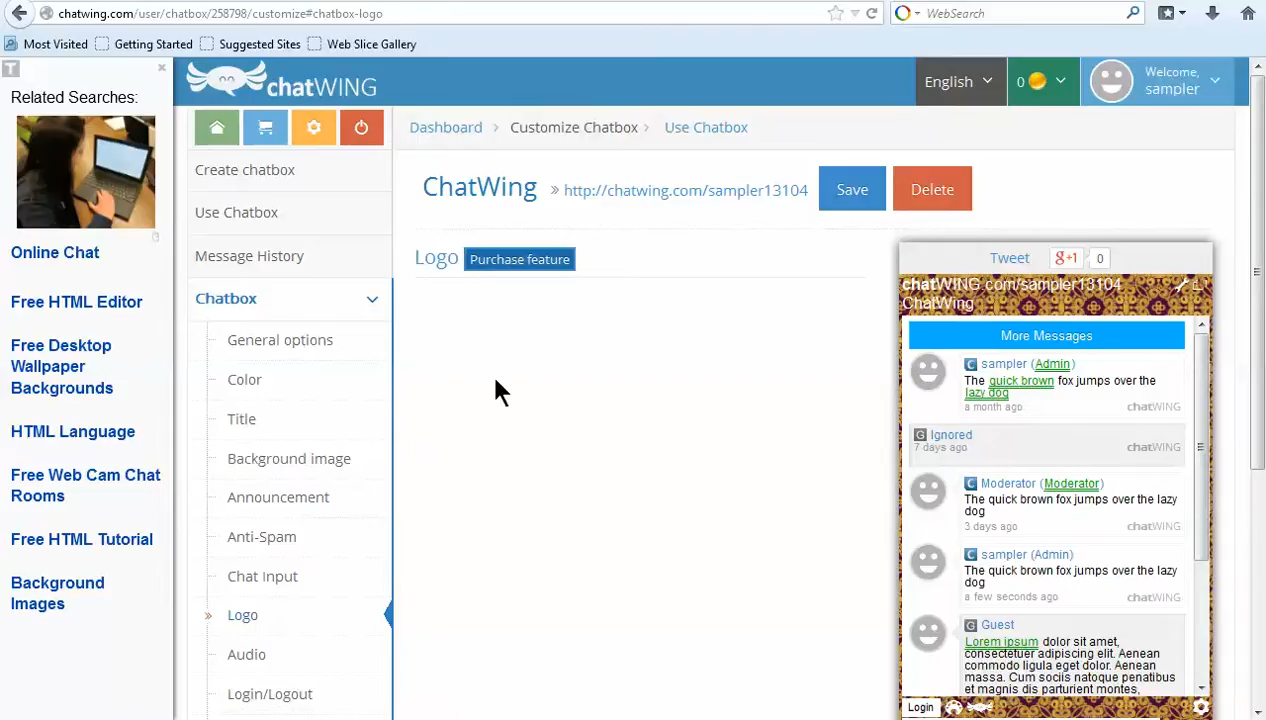 chatwing.com/user/chatbox/258798/customize#chatbox-logo
WebSearch
Most Visited
Getting Started
Suggested Sites
Web Slice Gallery
T
Related Searches:
Online Chat
Free HTML Editor
Free Desktop
Wallpaper
Backgrounds
HTML Language
Free Web Cam Chat
Rooms
Free HTML Tutorial
Background
Images
chatWING
English
0
Welcome,
sampler
Create chatbox
Use Chatbox
Message History
Chatbox
General options
Color
Title
Background image
Announcement
Anti-Spam
Chat Input
» Logo
Audio
Login/Logout
Dashboard > Customize Chatbox > Use Chatbox
ChatWing » http://chatwing.com/sampler13104
Save
Delete
Logo Purchase feature
Tweet
g+1
0
chatWING.com/sampler13104
ChatWing
More Messages
C sampler (Admin)
The quick brown fox jumps over the
lazy dog
a month ago chatWING
G Ignored
7 days ago chatWING
C Moderator (Moderator)
The quick brown fox jumps over the lazy
dog
3 days ago chatWING
C sampler (Admin)
The quick brown fox jumps over the lazy
dog
a few seconds ago chatWING
G Guest
Lorem ipsum dolor sit amet,
consectetuer adipiscing elit. Aenean
commodo ligula eget dolor. Aenean
massa. Cum sociis natoque penatibus
et magnis dis parturient montes,
Login